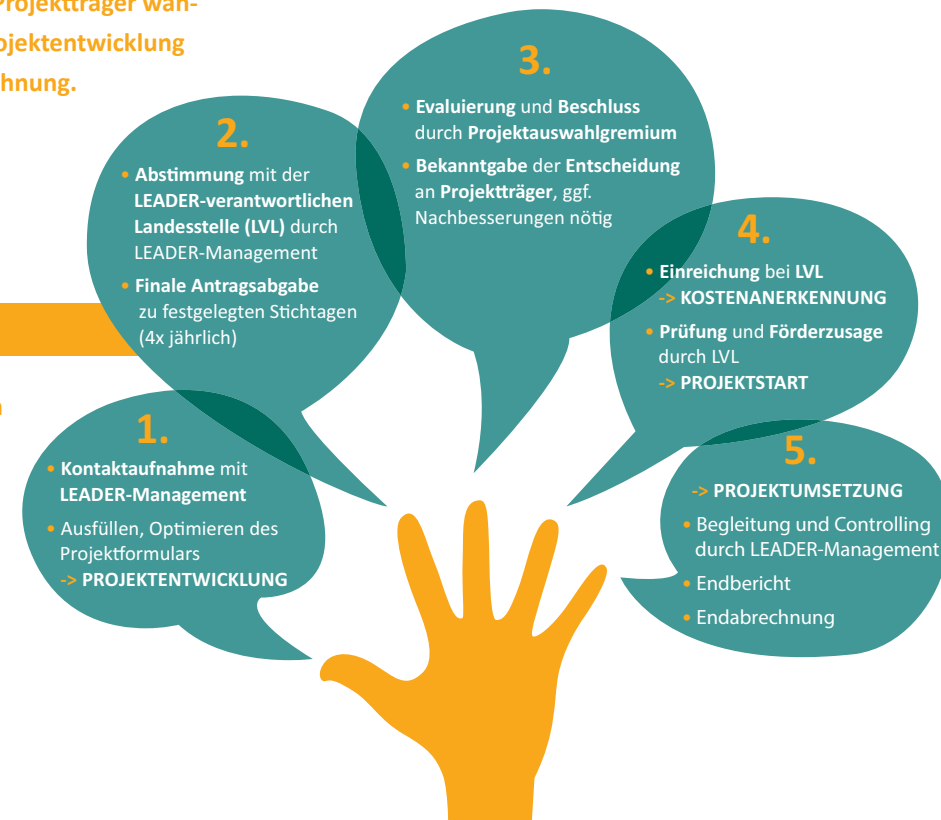 Projektträger wäh-
ojektentwicklung
hnung.
1.
• Kontaktaufnahme mit
LEADER-Management
• Ausfüllen, Optimieren des
Projektformulars
-> PROJEKTENTWICKLUNG
2.
• Abstimmung mit der
LEADER-verantwortlichen
Landesstelle (LVL) durch
LEADER-Management
• Finale Antragsabgabe
zu festgelegten Stichtagen
(4x jährlich)
3.
• Evaluierung und Beschluss
durch Projektauswahlgremium
• Bekanntgabe der Entscheidung
an Projektträger, ggf.
Nachbesserungen nötig
4.
• Einreichung bei LVL
-> KOSTENANERKENNUNG
• Prüfung und Förderzusage
durch LVL
-> PROJEKTSTART
5.
-> PROJEKTUMSETZUNG
• Begleitung und Controlling
durch LEADER-Management
• Endbericht
• Endabrechnung